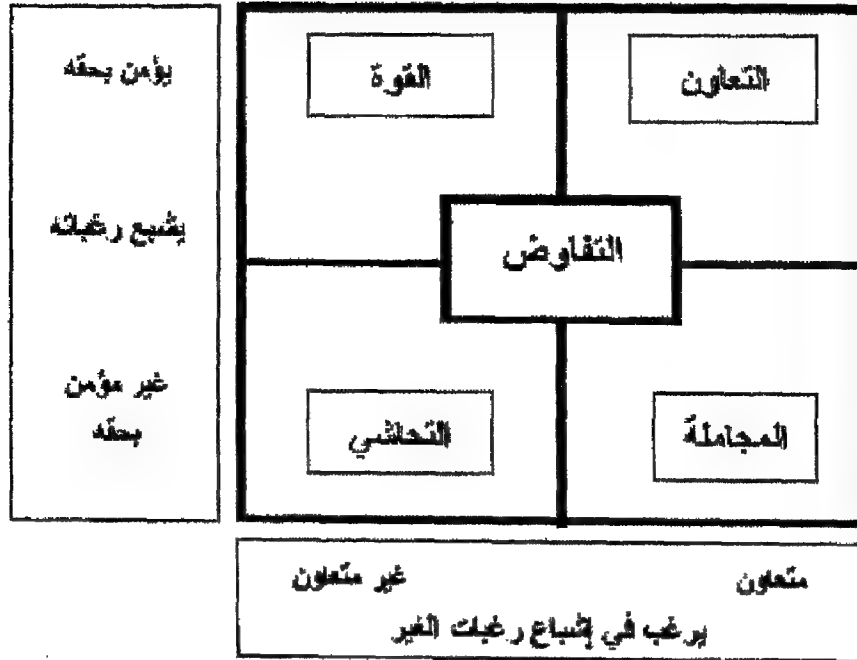 يؤمن بحقه
القوة
التعاون
يشبع رغباته
التفاوض
غير مؤمن
بحقه
التحاشي
المجاملة
متعاون
غير متعاون
يرغب في إشباع رغبات الغير